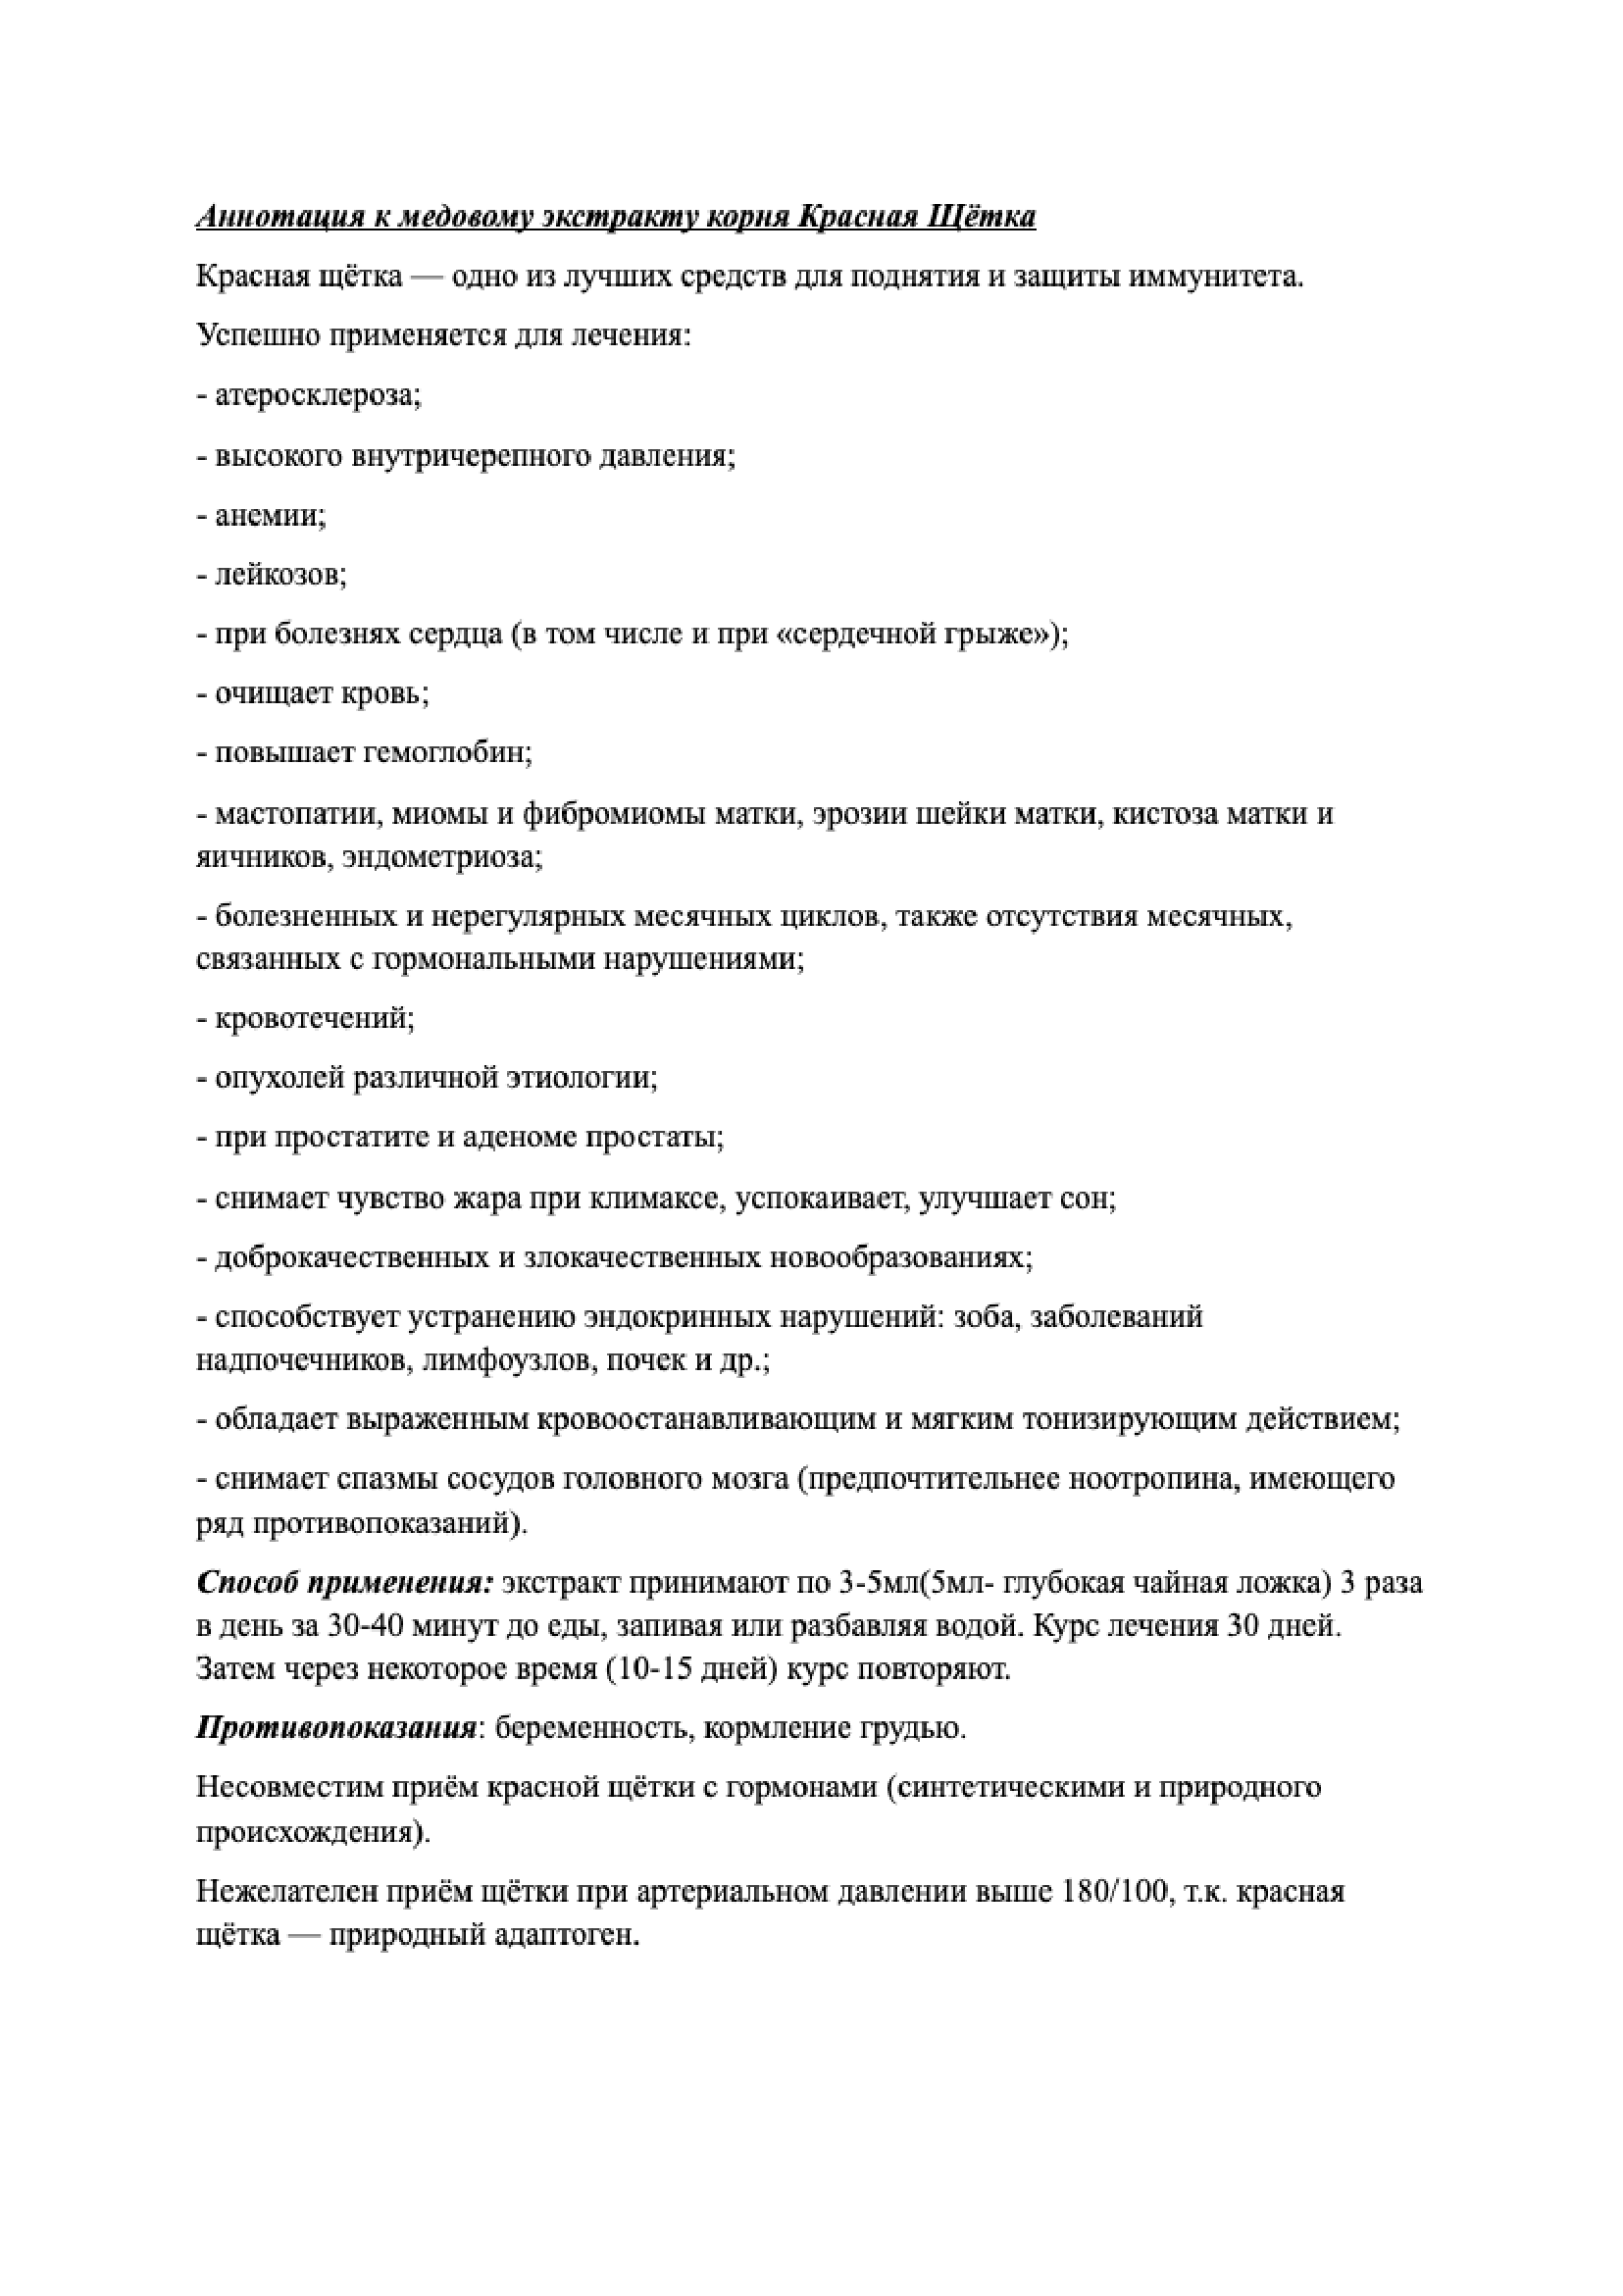 Аннотация к медовому экстракту корня Красная Щётка
Красная щётка — одно из лучших средств для поднятия и защиты иммунитета.
Успешно применяется для лечения:
- атеросклероза;
- высокого внутричерепного давления;
- анемии;
- лейкозов;
- при болезнях сердца (в том числе и при «сердечной грыже»);
- очищает кровь;
- повышает гемоглобин;
- мастопатии, миомы и фибромиомы матки, эрозии шейки матки, кистоза матки и
яичников, эндометриоза;
- болезненных и нерегулярных месячных циклов, также отсутствия месячных,
связанных с гормональными нарушениями;
- кровотечений;
- опухолей различной этиологии;
- при простатите и аденоме простаты;
- снимает чувство жара при климаксе, успокаивает, улучшает сон;
- доброкачественных и злокачественных новообразованиях;
- способствует устранению эндокринных нарушений: зоба, заболеваний
надпочечников, лимфоузлов, почек и др.;
- обладает выраженным кровоостанавливающим и мягким тонизирующим действием;
- снимает спазмы сосудов головного мозга (предпочтительнее ноотропина, имеющего
ряд противопоказаний).
Способ применения: экстракт принимают по 3-5мл(5мл- глубокая чайная ложка) 3 раза
в день за 30-40 минут до еды, запивая или разбавляя водой. Курс лечения 30 дней.
Затем через некоторое время (10-15 дней) курс повторяют.
Противопоказания: беременность, кормление грудью.
Несовместим приём красной щётки с гормонами (синтетическими и природного
происхождения).
Нежелателен приём щётки при артериальном давлении выше 180/100, т.к. красная
щётка — природный адаптоген.